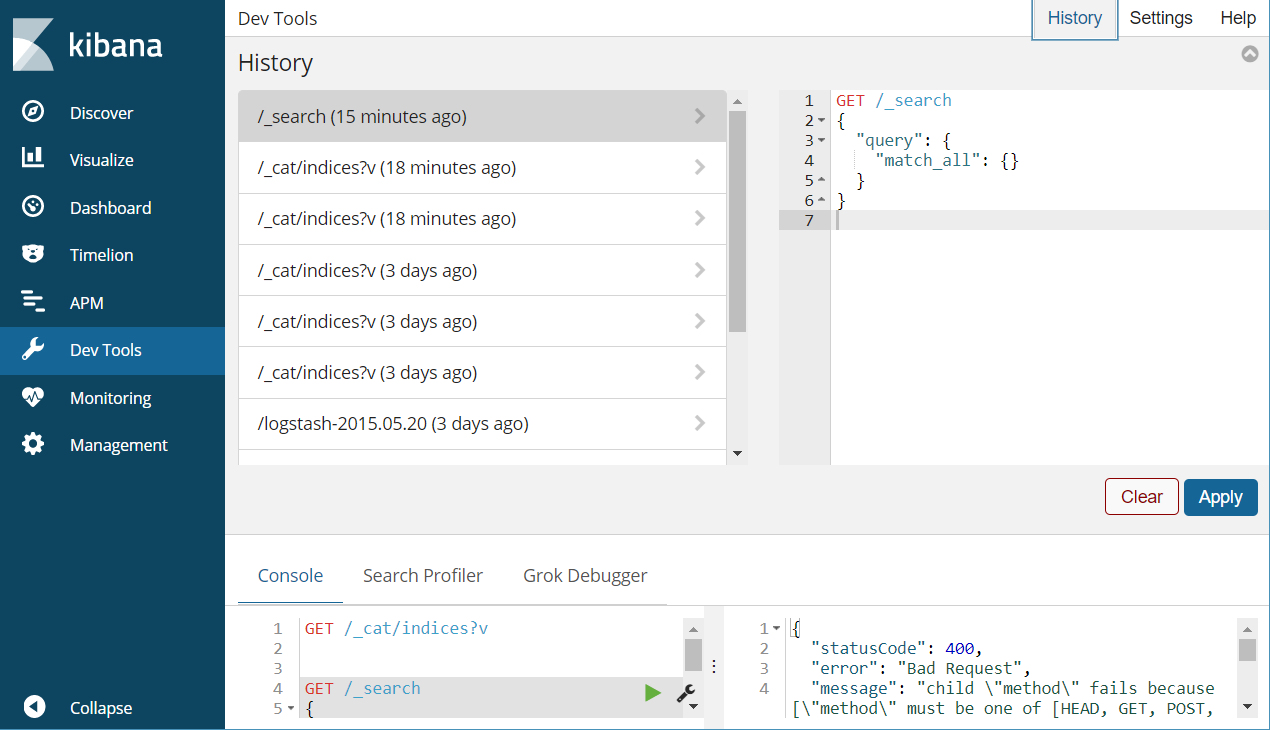 kibana
Discover
Visualize
Dashboard
Timelion
APM
Dev Tools
Monitoring
Management
Collapse
Dev Tools
History Settings Help
History
/_search (15 minutes ago)
/_cat/indices?v (18 minutes ago)
/_cat/indices?v (18 minutes ago)
/_cat/indices?v (3 days ago)
/_cat/indices?v (3 days ago)
/_cat/indices?v (3 days ago)
/logstash-2015.05.20 (3 days ago)
1 GET /_search
2 {
3 "query": {
4 "match_all": {}
5 }
6 }
7
Clear Apply
Console Search Profiler Grok Debugger
1 GET /_cat/indices?v
2
3
4 GET /_search
5 {
1 {
2 "statusCode": 400,
3 "error": "Bad Request",
4 "message": "child \"method\" fails because
[\"method\" must be one of [HEAD, GET, POST,